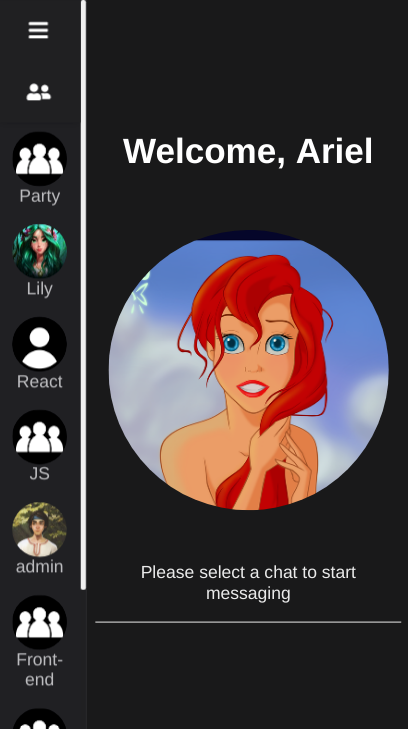 Welcome, Ariel
Party
Lily
React
JS
admin
Front-
end
Please select a chat to start
messaging